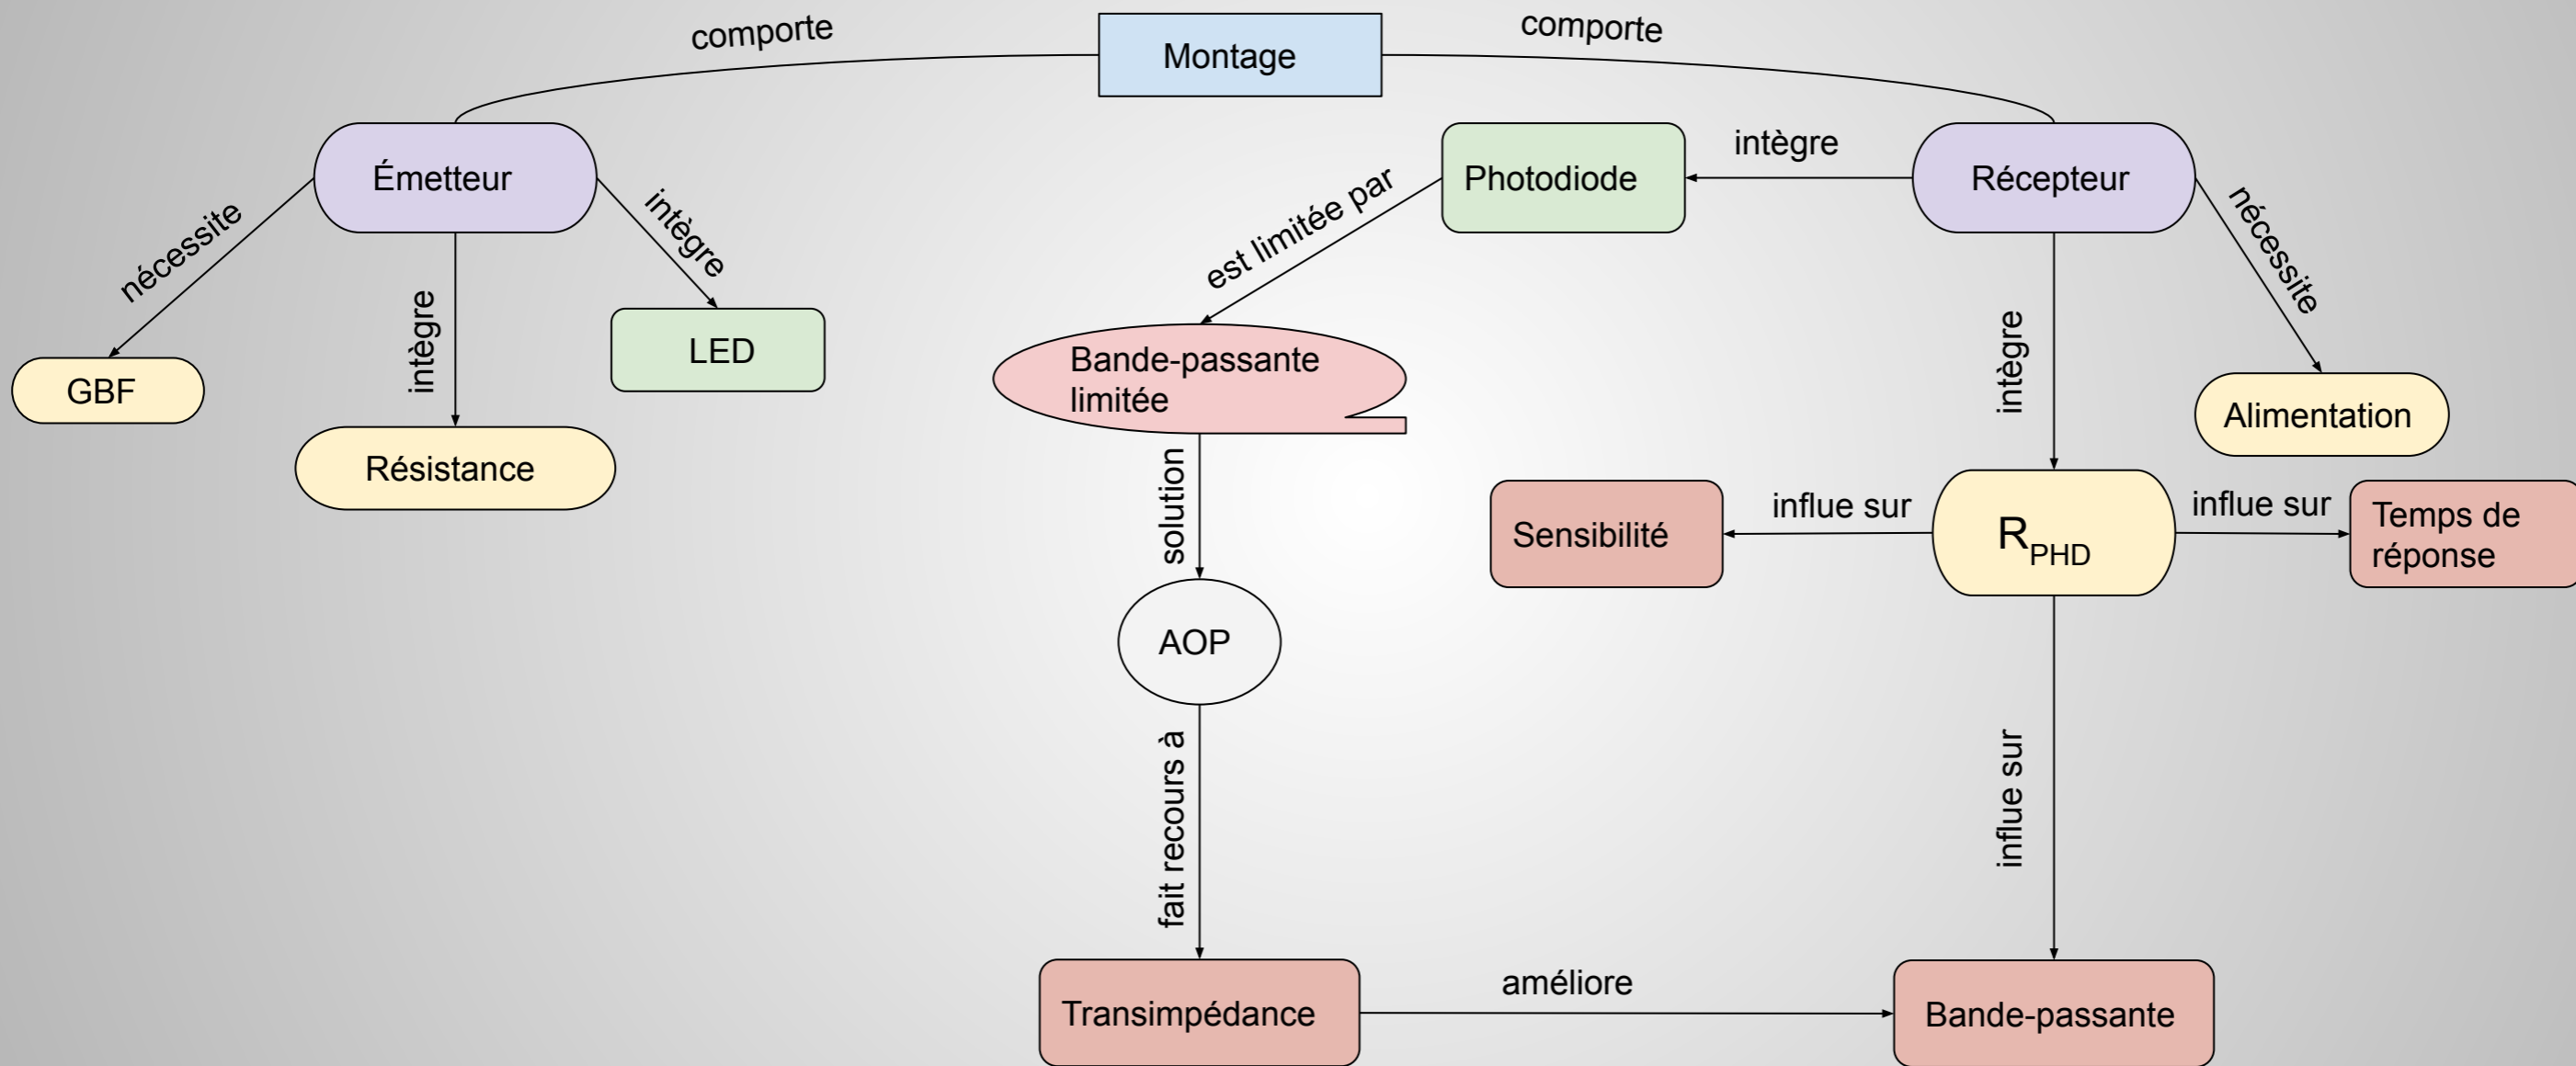 comporte
Montage
comporte
Émetteur
nécessite
intègre
intègre
GBF
Résistance
LED
Photodiode
intègre
Récepteur
est limitée par
nécessite
intègre
Bande-passante
limitée
Alimentation
solution
Sensibilité
influe sur
R
PHD
influe sur
Temps de
réponse
AOP
fait recours à
influe sur
Transimpédance
améliore
Bande-passante